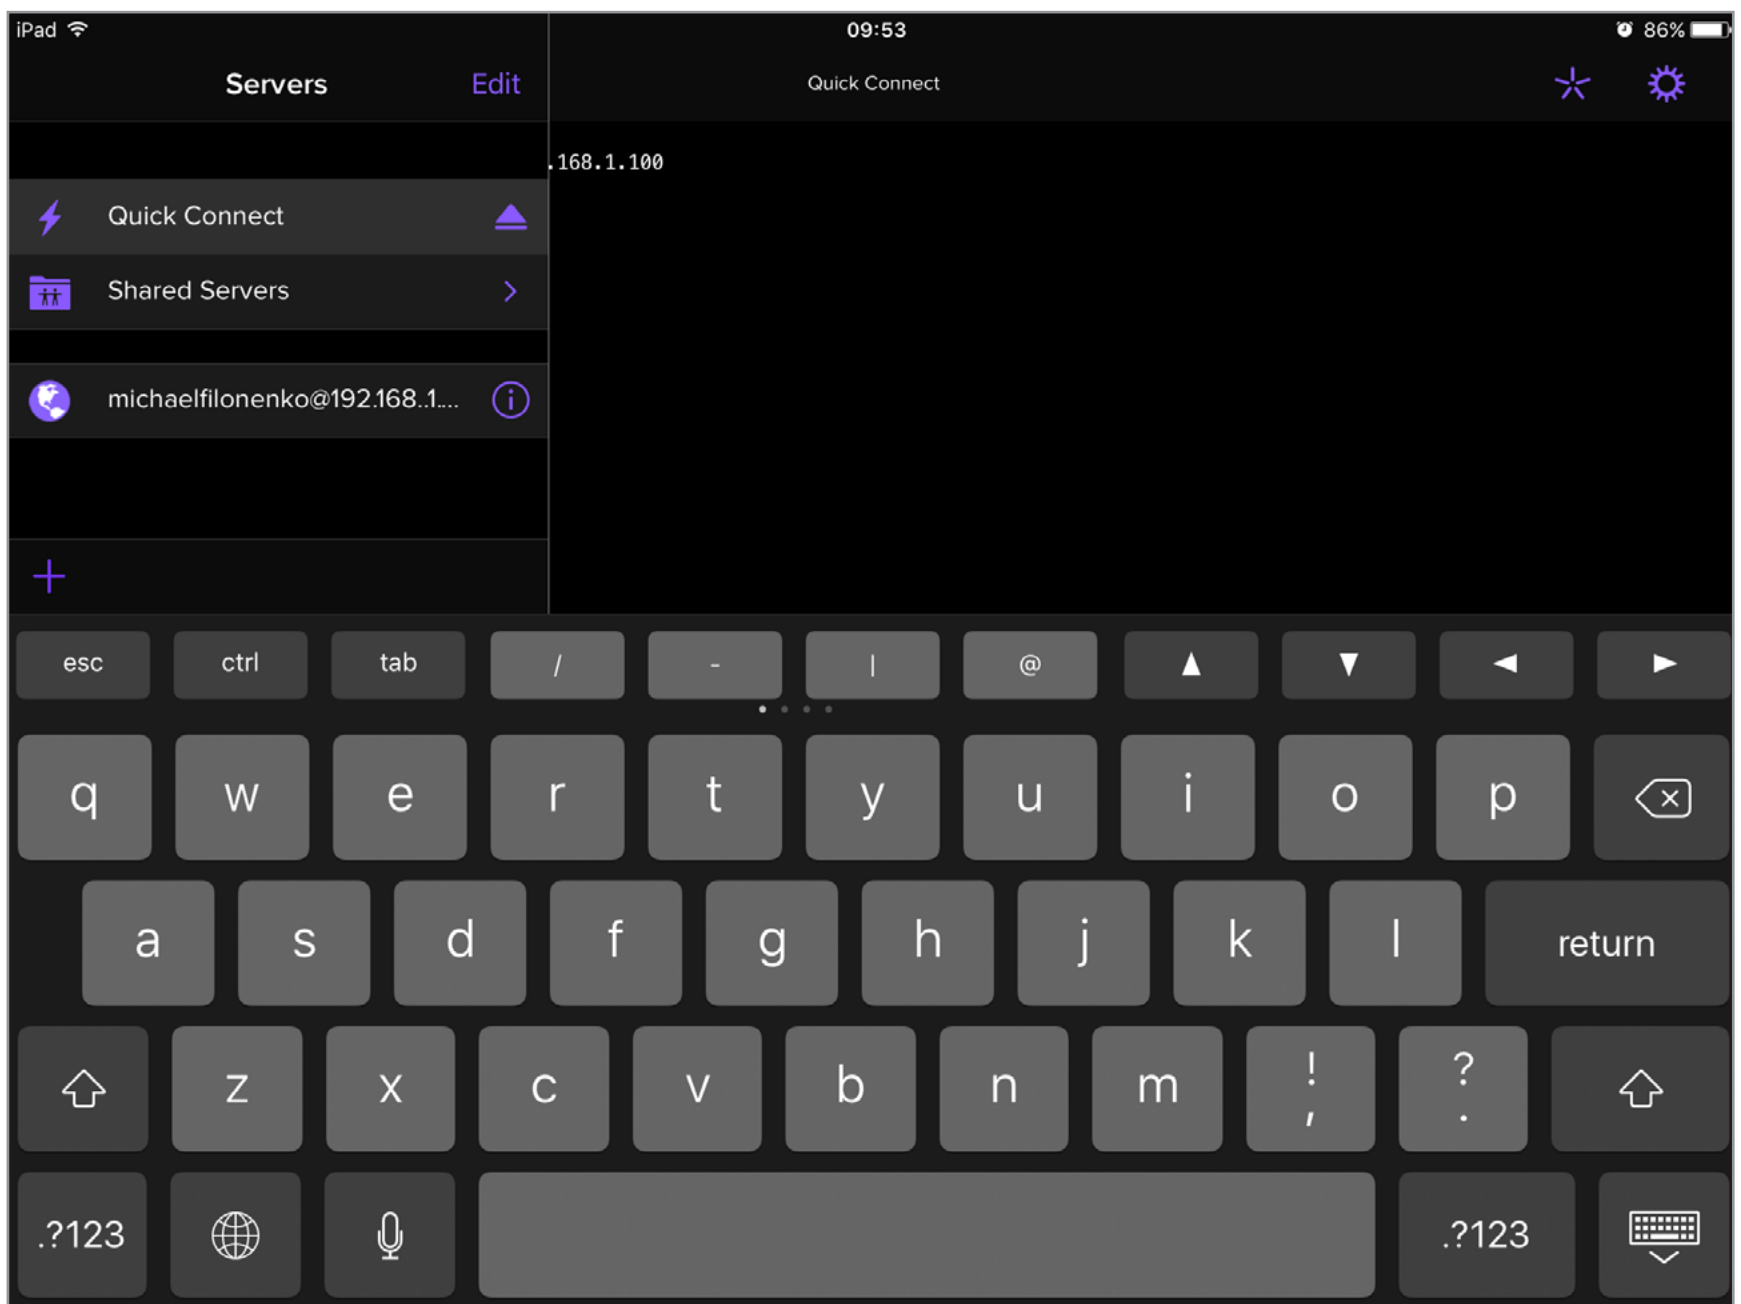 iPad 09:53 86%
Servers Edit Quick Connect
.168.1.100
Quick Connect
Shared Servers
michaelfilonenko@192.168..1....
esc ctrl tab / - | @
q w e r t y u i o p
a s d f g h j k l return
z x c v b n m ! , ? .
.?123 .?123